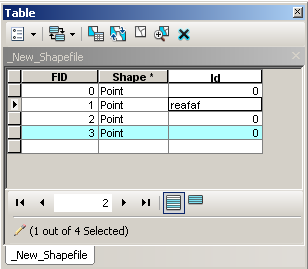 Table
_New_Shapefile
FID Shape * Id
0 Point 0
1 Point reafaf
2 Point 0
3 Point 0
2
(1 out of 4 Selected)
_New_Shapefile